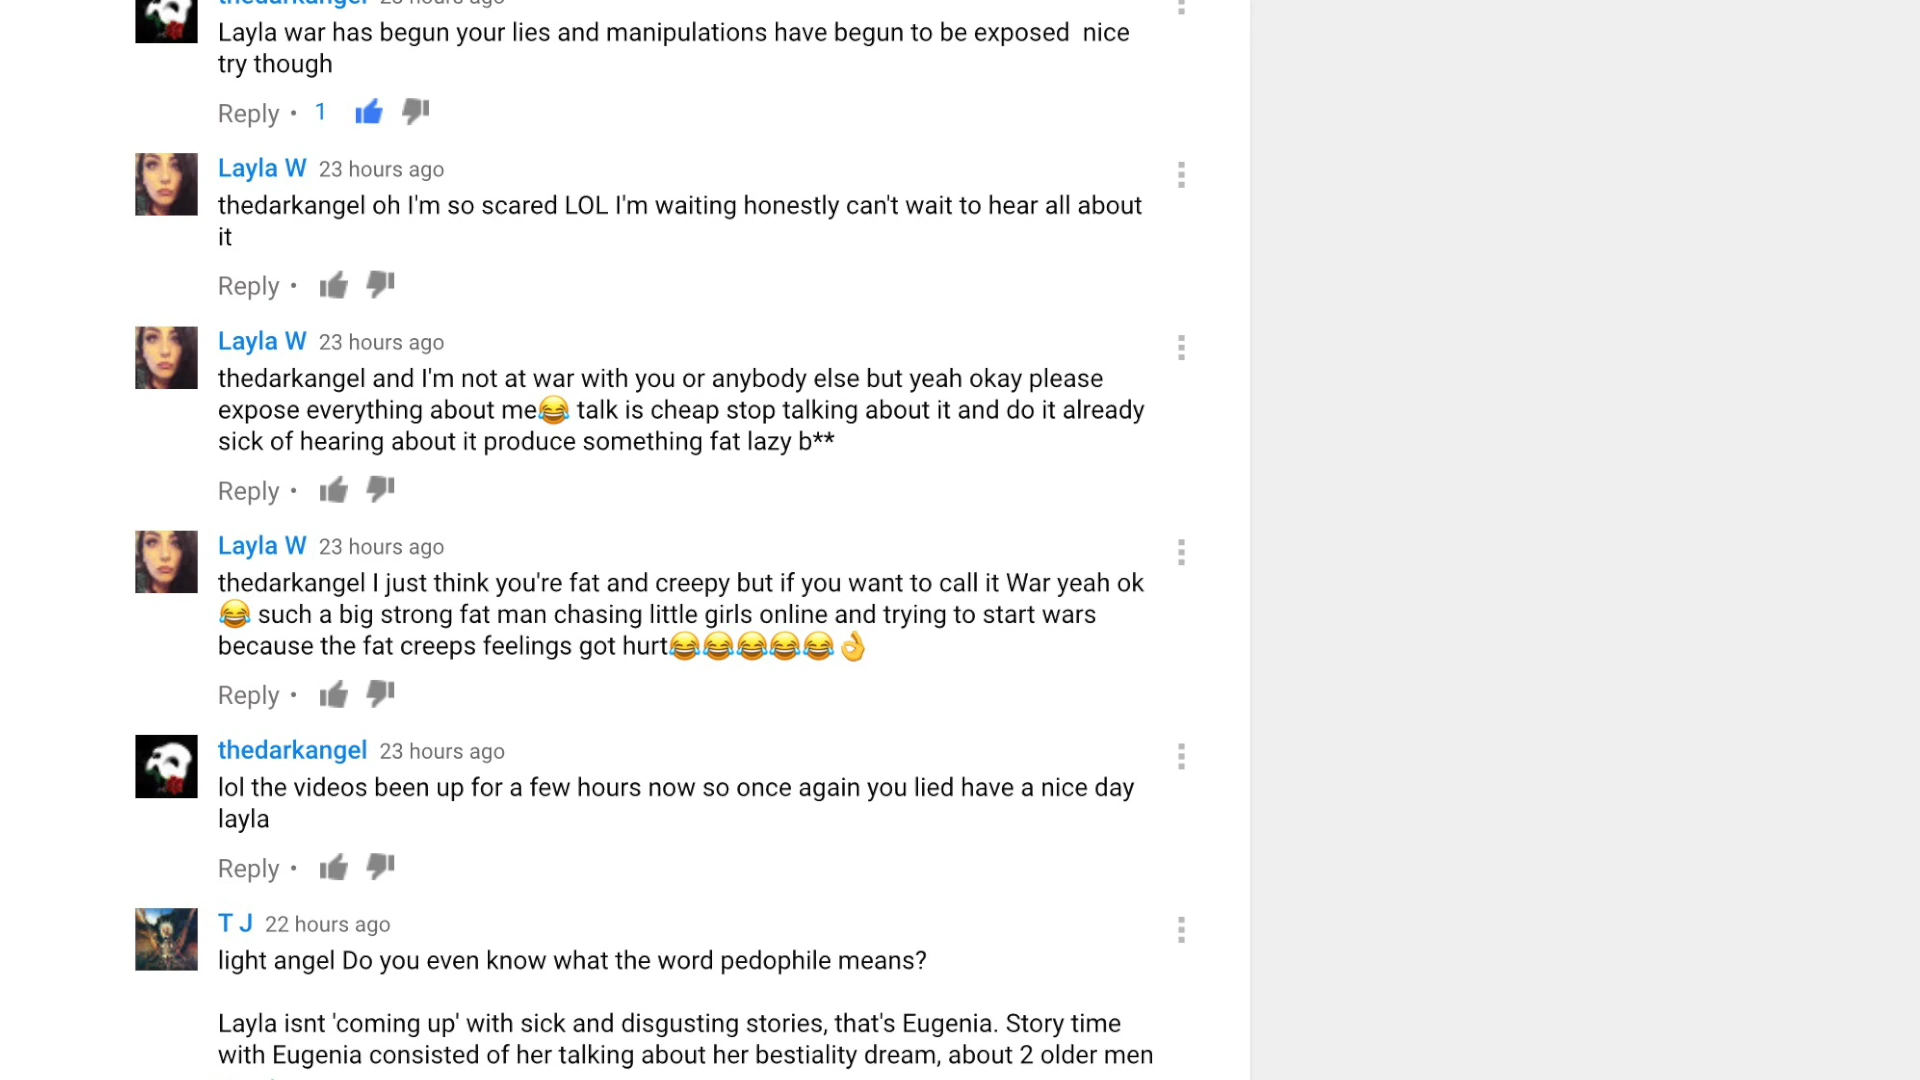 thedarkangel 23 hours ago
Layla war has begun your lies and manipulations have begun to be exposed  nice
try though
Reply • 1
Layla W 23 hours ago
thedarkangel oh I'm so scared LOL I'm waiting honestly can't wait to hear all about
it
Reply •
Layla W 23 hours ago
thedarkangel and I'm not at war with you or anybody else but yeah okay please
expose everything about me😂 talk is cheap stop talking about it and do it already
sick of hearing about it produce something fat lazy b**
Reply •
Layla W 23 hours ago
thedarkangel I just think you're fat and creepy but if you want to call it War yeah ok
😂 such a big strong fat man chasing little girls online and trying to start wars
because the fat creeps feelings got hurt😂😂😂😂😂👌
Reply •
thedarkangel 23 hours ago
lol the videos been up for a few hours now so once again you lied have a nice day
layla
Reply •
T J 22 hours ago
light angel Do you even know what the word pedophile means?
Layla isnt 'coming up' with sick and disgusting stories, that's Eugenia. Story time
with Eugenia consisted of her talking about her bestiality dream, about 2 older men